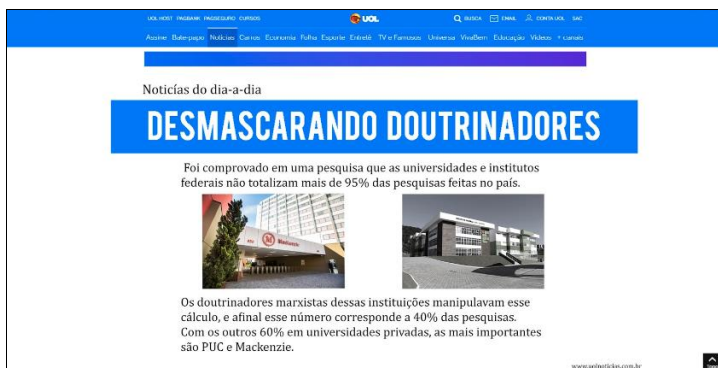 UOL HOST PAGBANK PAGSEGURO CURSOS UOL BUSCA EMAIL CONTA UOL SAC
Assine Bate-papo Notícias Carros Economia Folha Esporte Entretê TV e Famosos Universa VivaBem Educação Vídeos + canais
Notícías do dia-a-dia
DESMASCARANDO DOUTRINADORES
Foi comprovado em uma pesquisa que as universidades e institutos
federais não totalizam mais de 95% das pesquisas feitas no país.
Mackenzie
Os doutrinadores marxistas dessas instituições manipulavam esse
cálculo, e afinal esse número corresponde a 40% das pesquisas.
Com os outros 60% em universidades privadas, as mais importantes
são PUC e Mackenzie.
www.uolnoticias.com.br